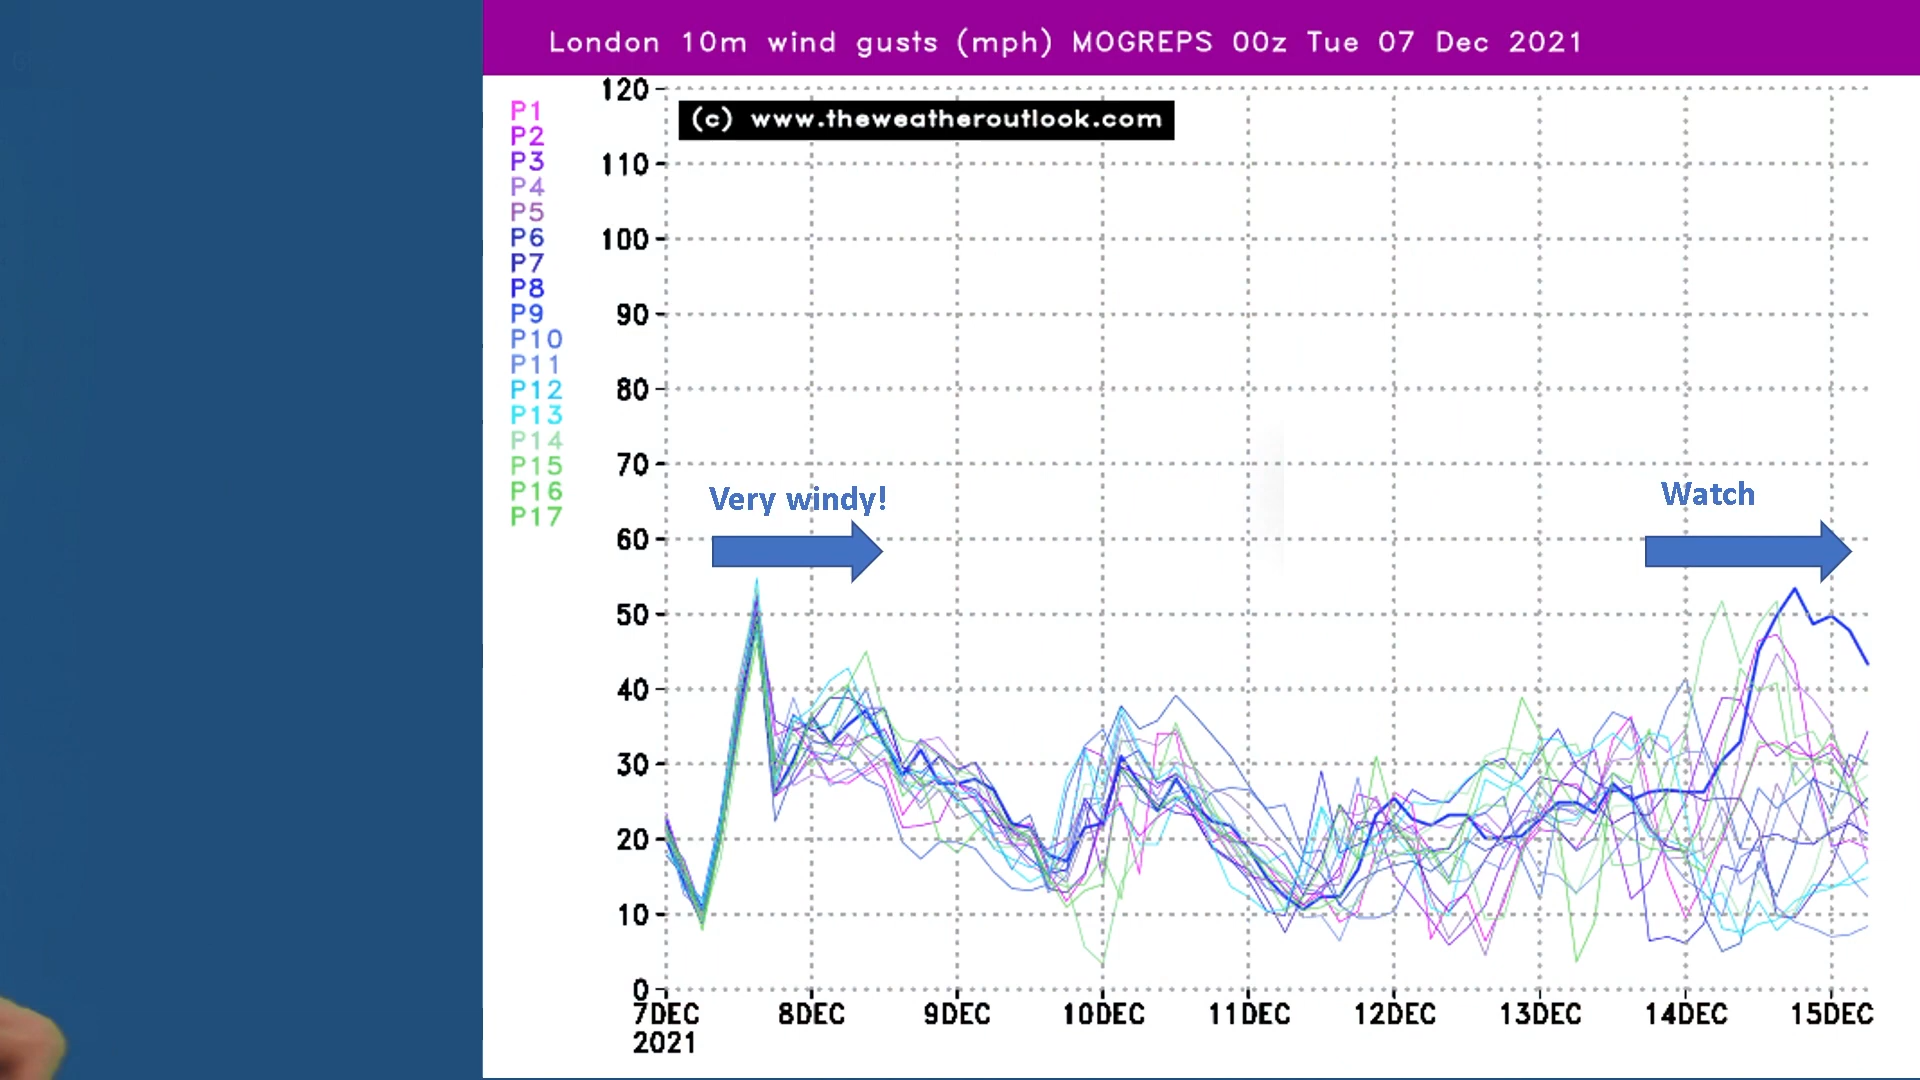 London 10m wind gusts (mph) MOGREPS 00z Tue 07 Dec 2021
(c) www.theweatheroutlook.com
P1
P2
P3
P4
P5
P6
P7
P8
P9
P10
P11
P12
P13
P14
P15
P16
P17
120
110
100
90
80
70
60
50
40
30
20
10
0
Very windy!
Watch
7DEC 8DEC 9DEC 10DEC 11DEC 12DEC 13DEC 14DEC 15DEC
2021